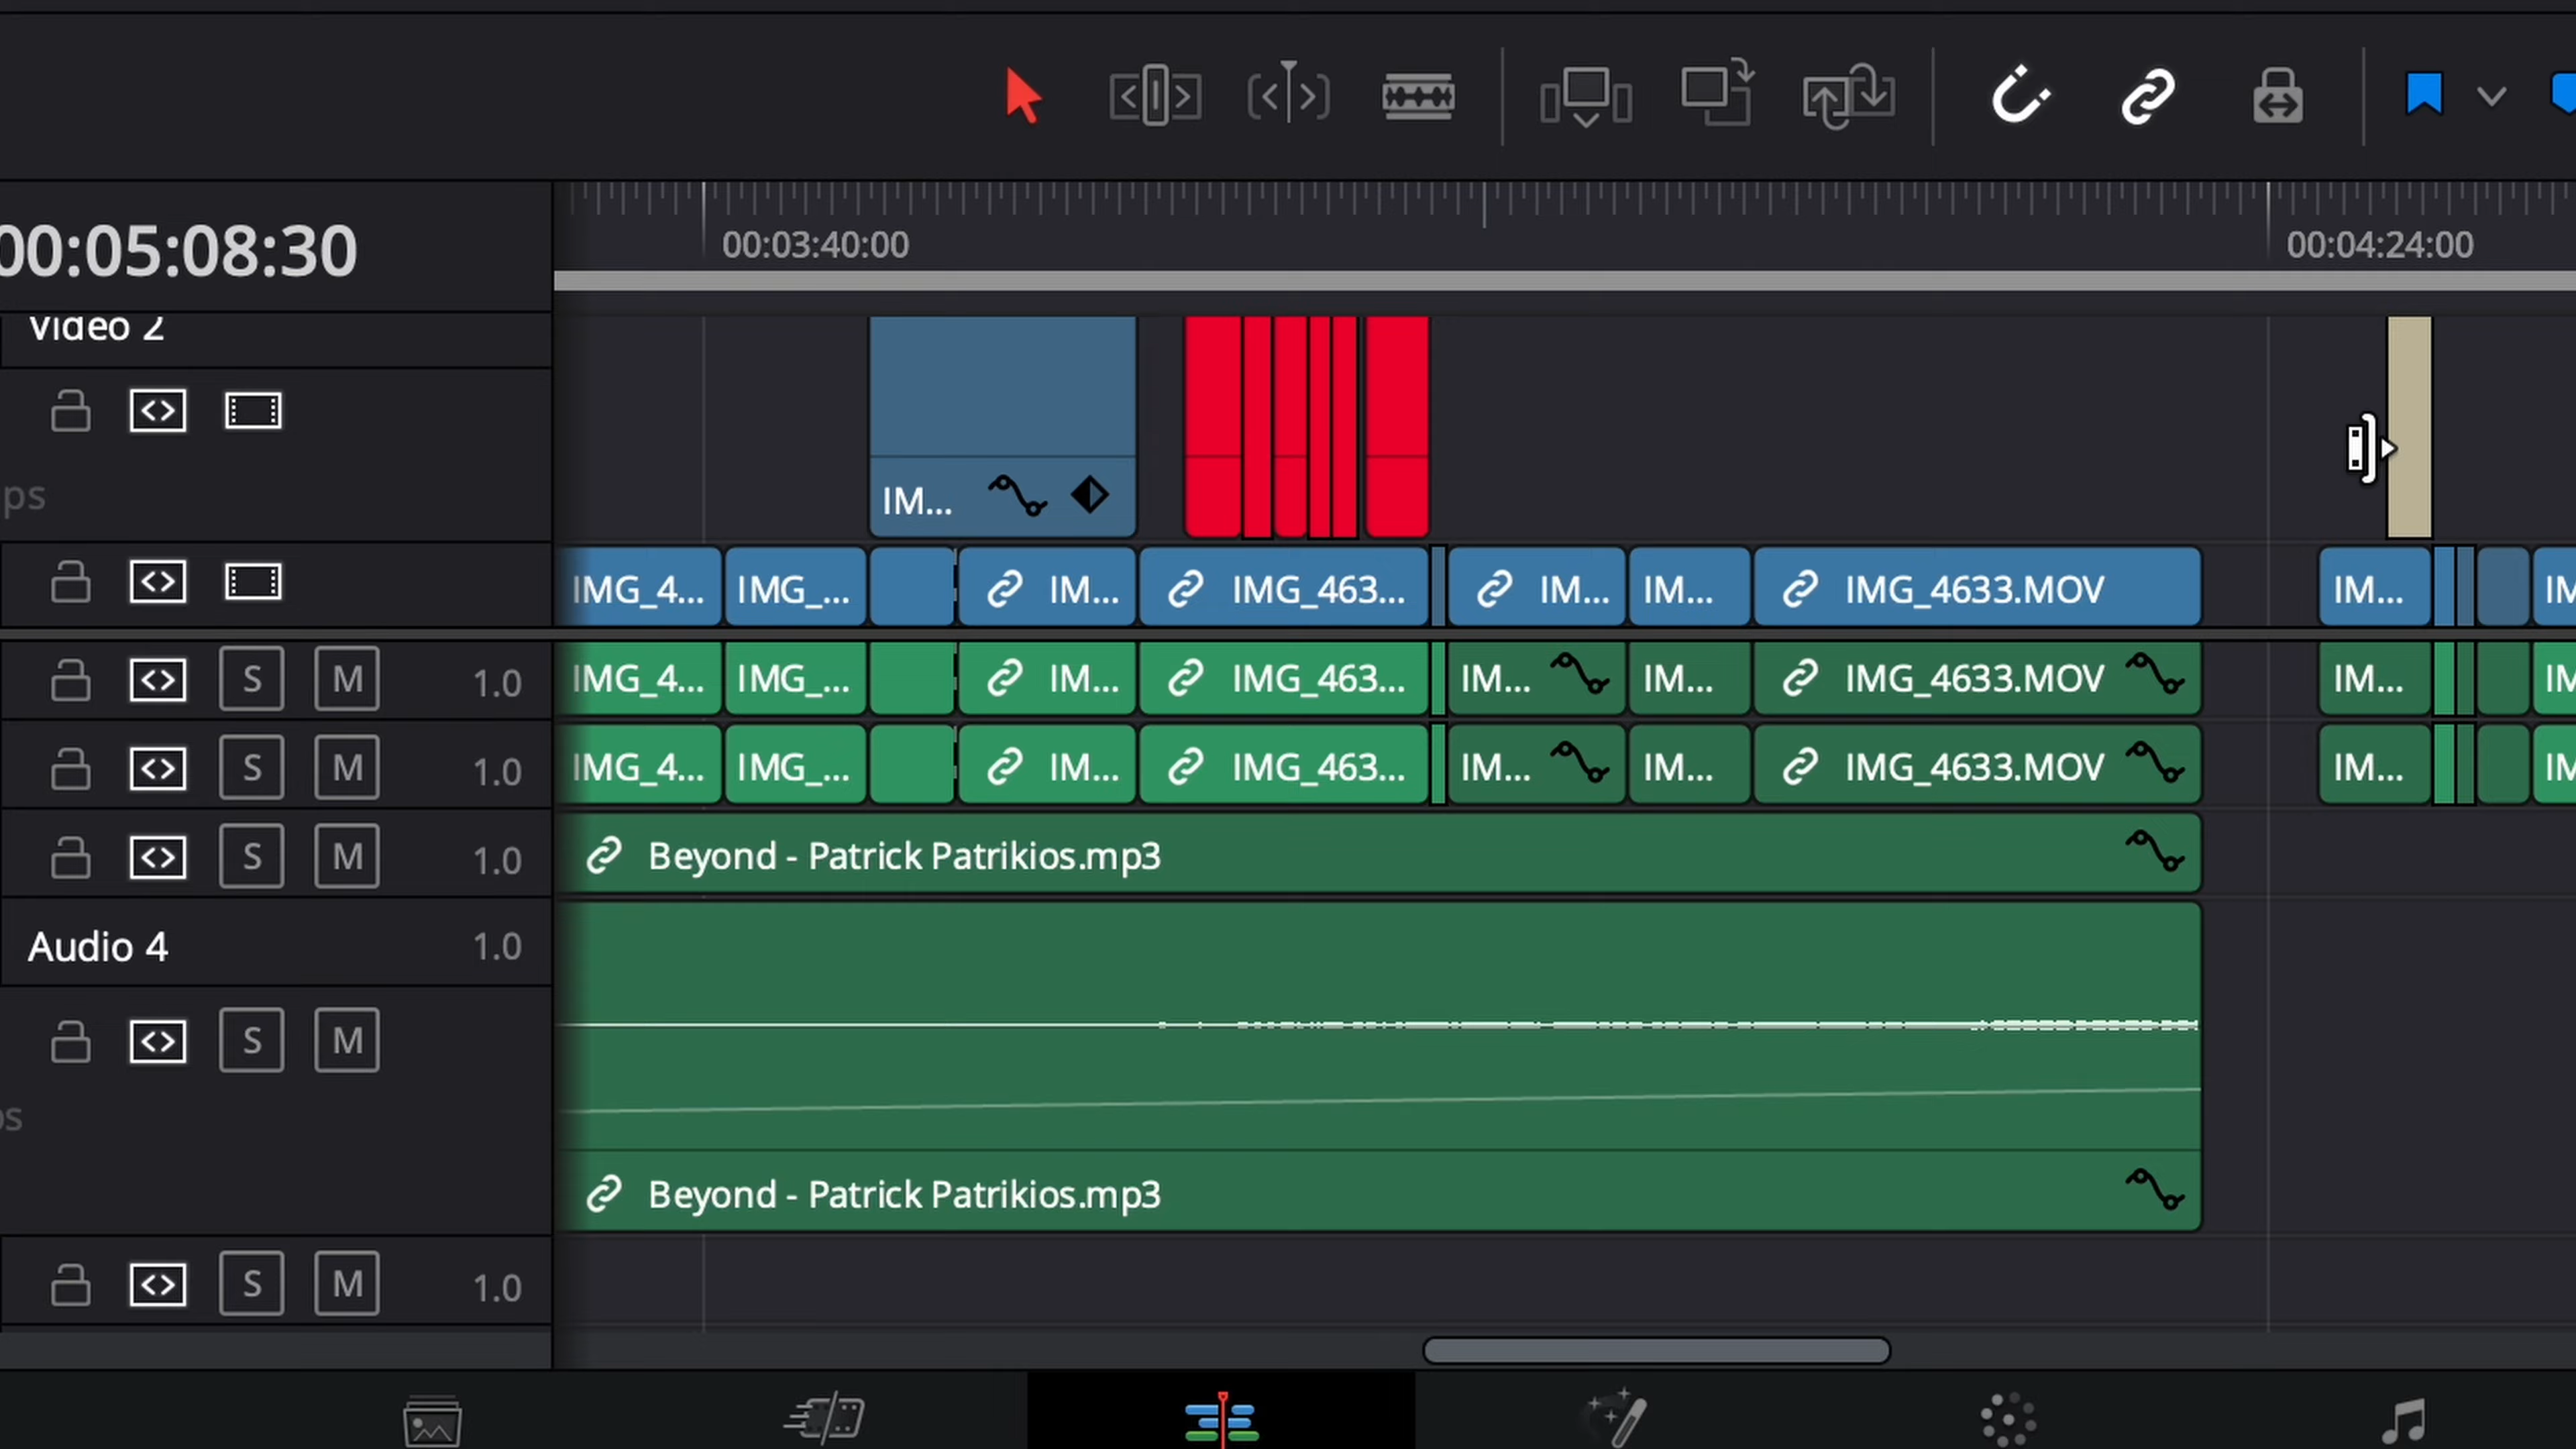 00:05:08:30
00:03:40:00
00:04:24:00
Video 2
IM...
ps
IMG_4... IMG_... IM... IMG_463... IM... IM... IMG_4633.MOV IM... IM
S M 1.0 IMG_4... IMG_... IM... IMG_463... IM... IM... IMG_4633.MOV IM... IM
S M 1.0 IMG_4... IMG_... IM... IMG_463... IM... IM... IMG_4633.MOV IM... IM
S M 1.0 Beyond - Patrick Patrikios.mp3
Audio 4 1.0
S M
os
Beyond - Patrick Patrikios.mp3
S M 1.0